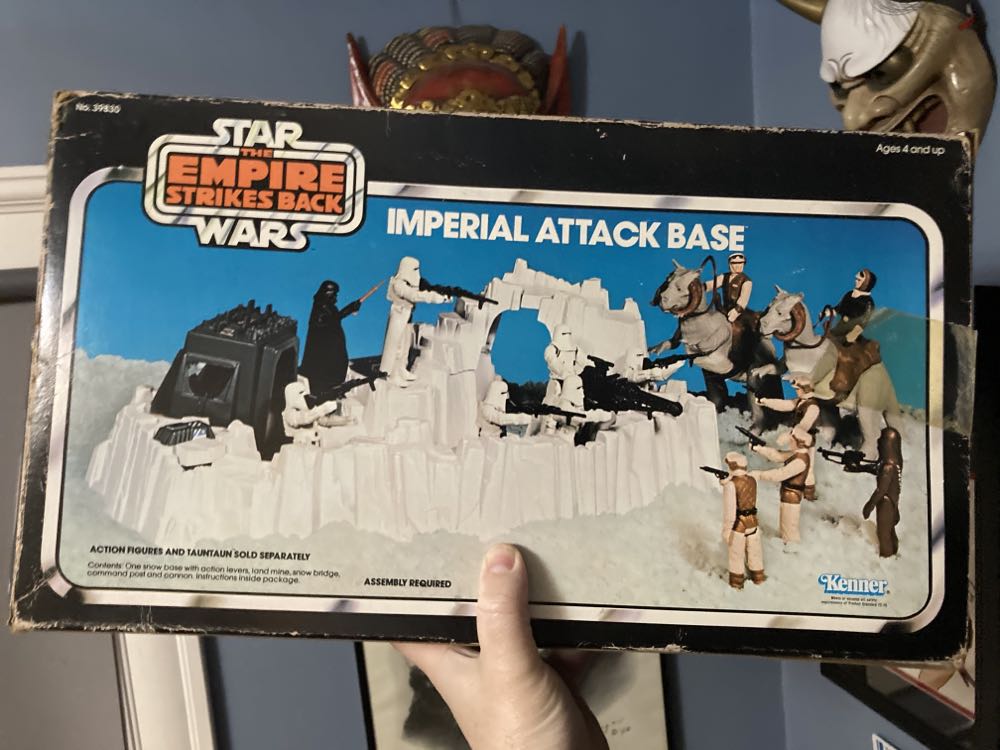 No. 39830
Ages 4 and up
STAR
THE
EMPIRE
STRIKES BACK
WARS
IMPERIAL ATTACK BASE
ACTION FIGURES AND TAUNTAUN SOLD SEPARATELY
Contents: One snow base with action levers, land mine, snow bridge,
command post and cannon. Instructions inside package.
ASSEMBLY REQUIRED
Kenner